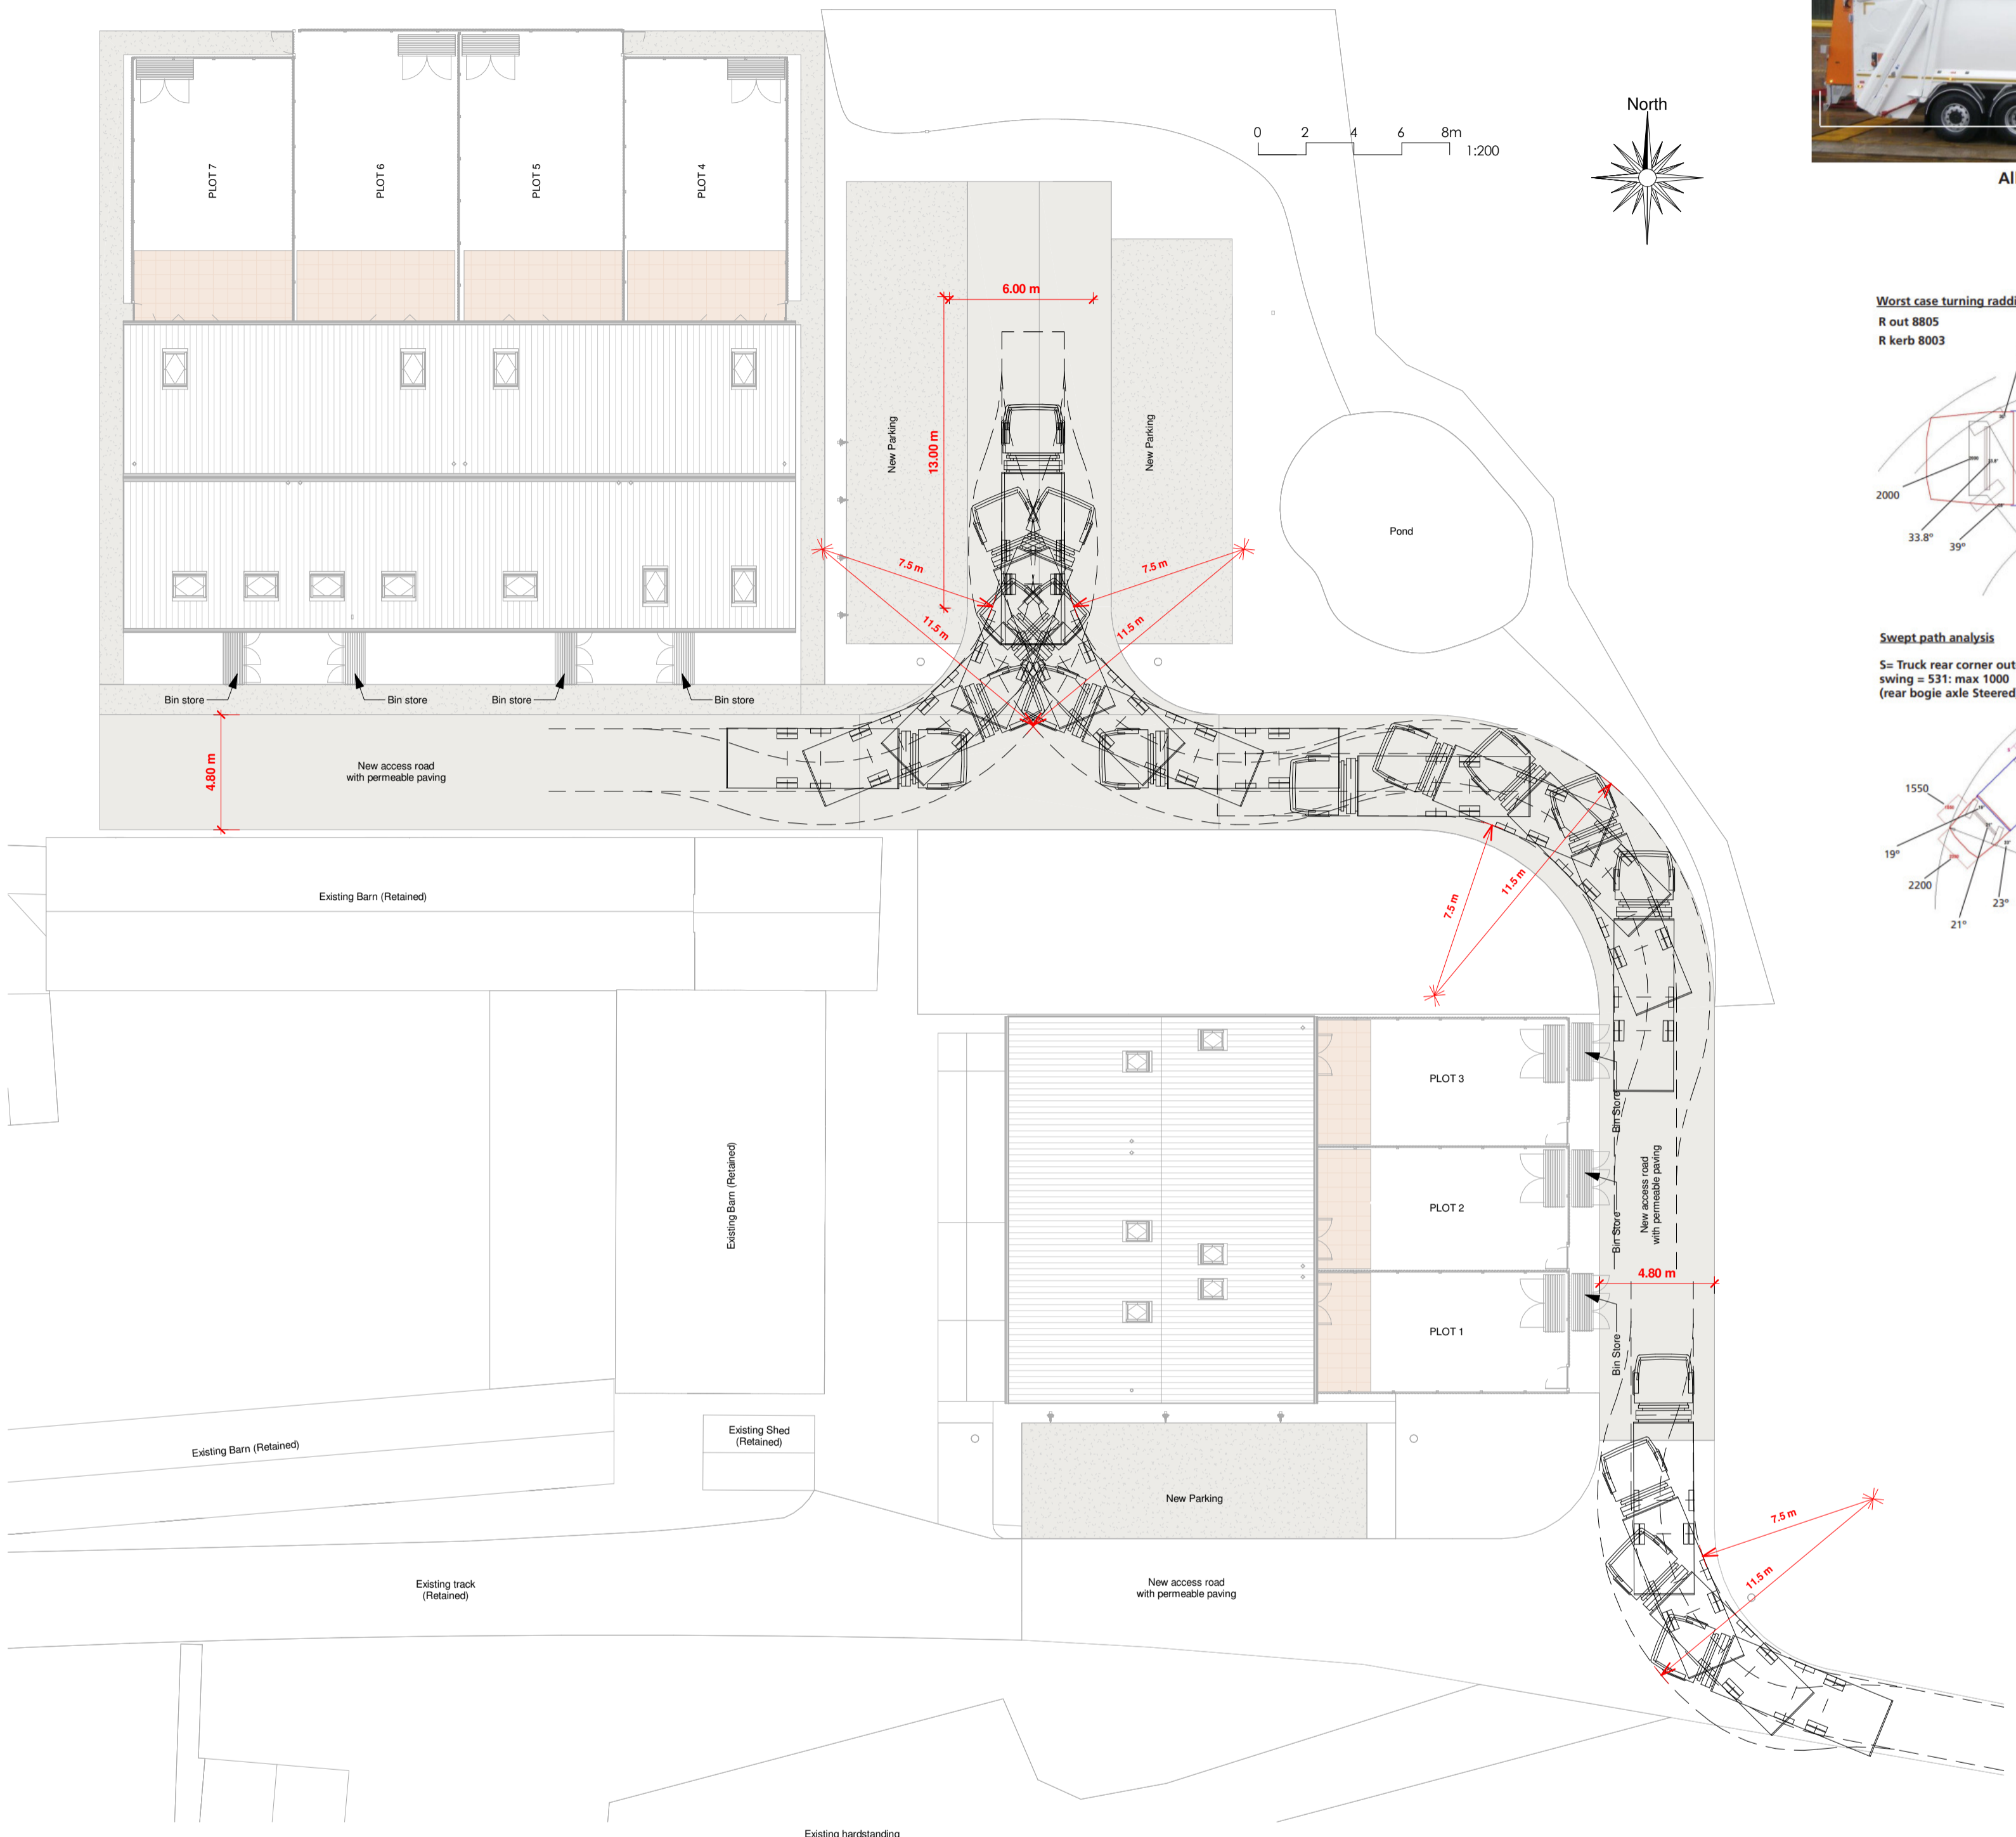 North
0 2 4 6 8m
1:200
PLOT 7
PLOT 6
PLOT 5
PLOT 4
6.00 m
13.00 m
New Parking
New Parking
7.5 m
7.5 m
11.5 m
11.5 m
Pond
Bin store
Bin store
Bin store
Bin store
4.80 m
New access road
with permeable paving
Existing Barn (Retained)
7.5 m
11.5 m
PLOT 3
PLOT 2
PLOT 1
Bin Store
Bin Store
Bin Store
New access road
with permeable paving
4.80 m
Existing Barn (Retained)
Existing Barn (Retained)
Existing Shed
(Retained)
New Parking
Existing track
(Retained)
New access road
with permeable paving
7.5 m
11.5 m
Existing hardstanding
Worst case turning raddi
R out 8805
R kerb 8003
2000
33.8°
39°
Swept path analysis
S= Truck rear corner out
swing = 531: max 1000
(rear bogie axle Steered
1550
19°
2200
21°
23°